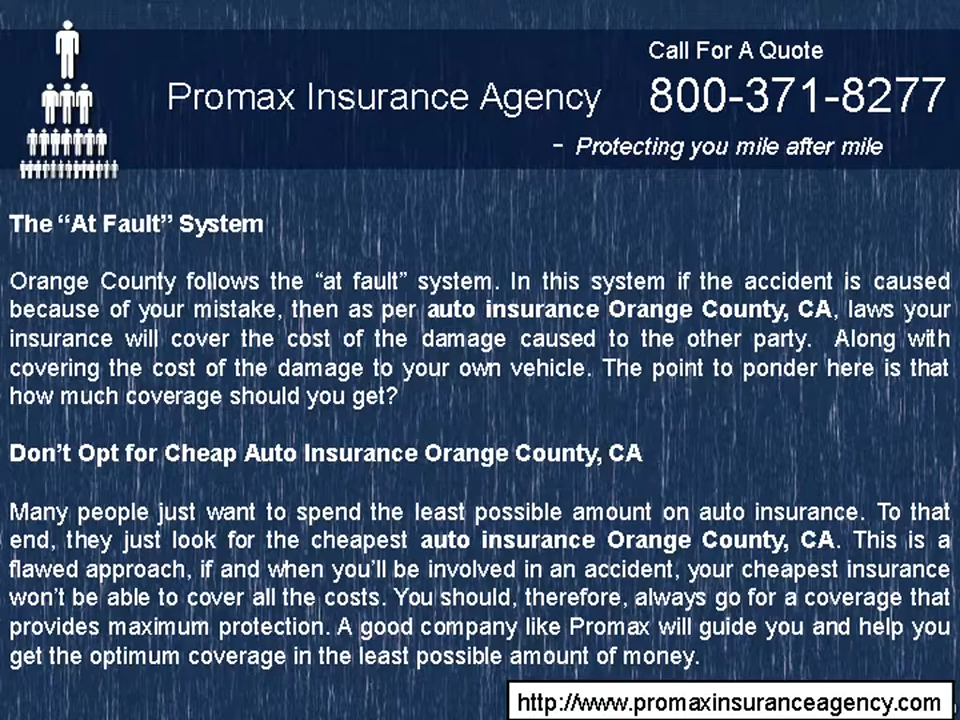 Call For A Quote
Promax Insurance Agency 800-371-8277
- Protecting you mile after mile
The “At Fault” System
Orange County follows the “at fault” system. In this system if the accident is caused
because of your mistake, then as per auto insurance Orange County, CA, laws your
insurance will cover the cost of the damage caused to the other party. Along with
covering the cost of the damage to your own vehicle. The point to ponder here is that
how much coverage should you get?
Don’t Opt for Cheap Auto Insurance Orange County, CA
Many people just want to spend the least possible amount on auto insurance. To that
end, they just look for the cheapest auto insurance Orange County, CA. This is a
flawed approach, if and when you’ll be involved in an accident, your cheapest insurance
won’t be able to cover all the costs. You should, therefore, always go for a coverage that
provides maximum protection. A good company like Promax will guide you and help you
get the optimum coverage in the least possible amount of money.
http://www.promaxinsuranceagency.com